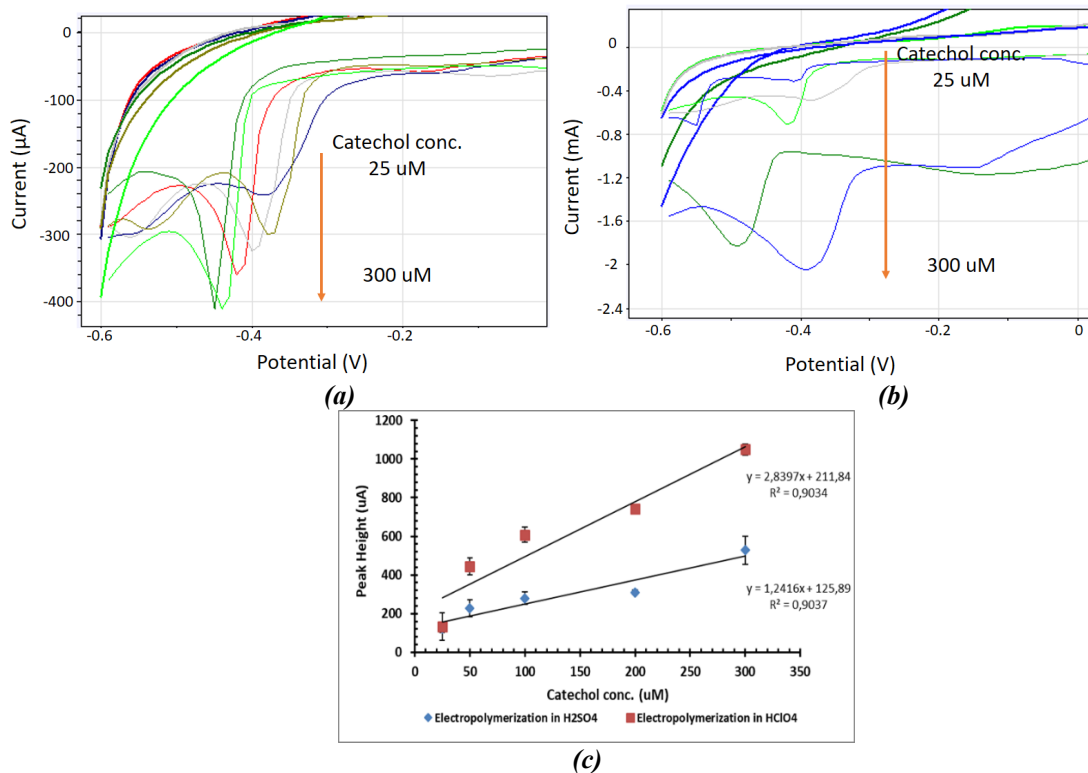 0
-100
-200
-300
-400
Current (µA)
Catechol conc.
25 uM
300 uM
-0.6
-0.4
-0.2
Potential (V)
(a)
0
-0.4
-0.8
-1.2
-1.6
-2
-2.4
Current (mA)
Catechol conc.
25 uM
300 uM
-0.6
-0.4
-0.2
0
Potential (V)
(b)
1200
1000
800
600
400
200
0
Peak Height (uA)
y = 2,8397x + 211,84
R² = 0,9034
y = 1,2416x + 125,89
R² = 0,9037
0 50 100 150 200 250 300 350
Catechol conc. (uM)
Electropolymerization in H2SO4 Electropolymerization in HClO4
(c)